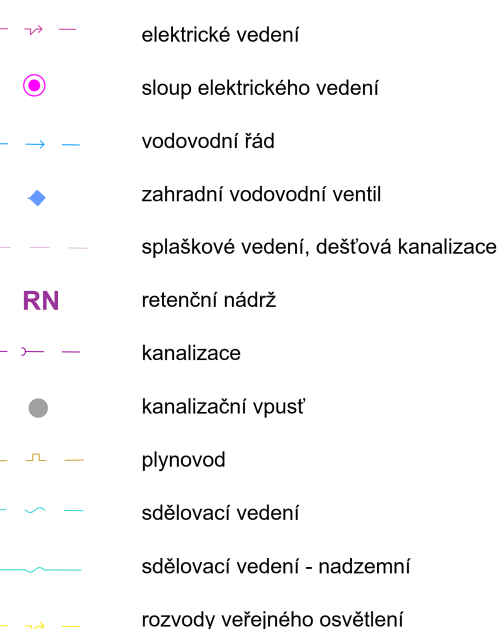 elektrické vedení
sloup elektrického vedení
vodovodní řád
zahradní vodovodní ventil
splaškové vedení, dešťová kanalizace
RN retenční nádrž
kanalizace
kanalizační vpusť
plynovod
sdělovací vedení
sdělovací vedení - nadzemní
rozvody veřejného osvětlení